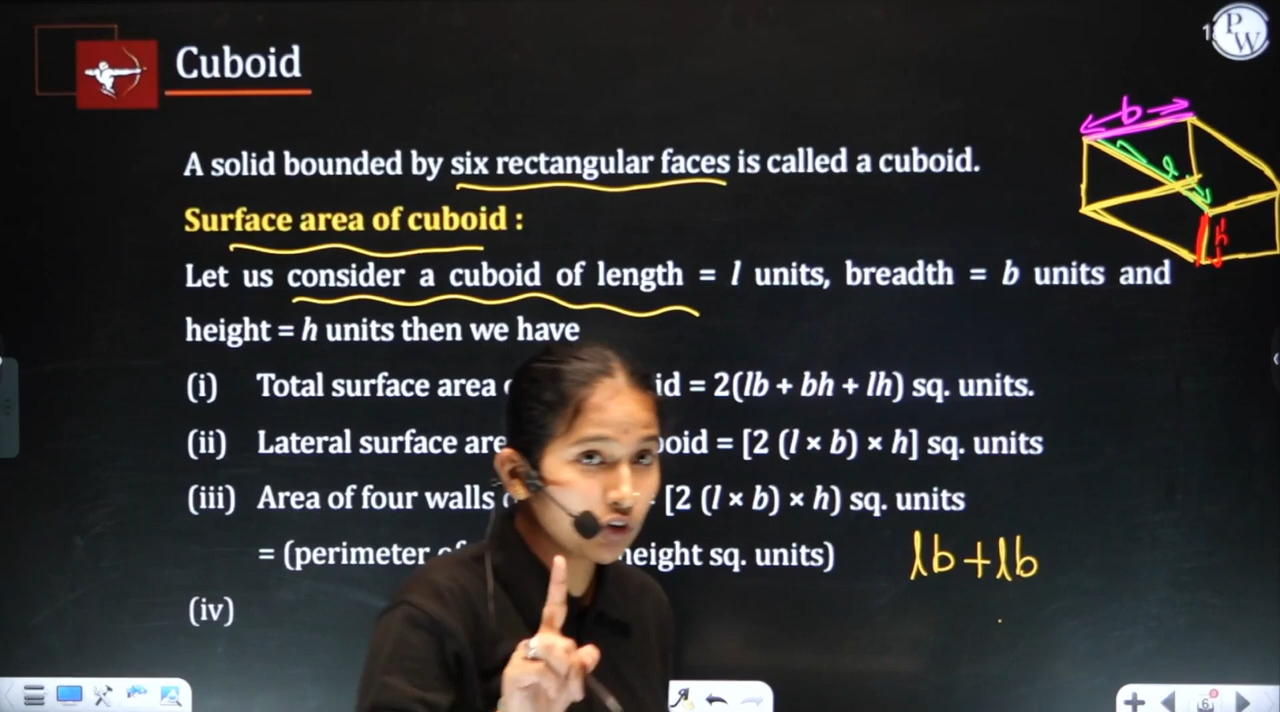 PW
Cuboid
b
A solid bounded by six rectangular faces is called a cuboid.
l
Surface area of cuboid :
h
Let us consider a cuboid of length = l units, breadth = b units and
height = h units then we have
(i) Total surface area id = 2(lb + bh + lh) sq. units.
(ii) Lateral surface are boid = [2 (l × b) × h] sq. units
(iii) Area of four walls [2 (l × b) × h) sq. units
= (perimeter height sq. units)
lb+lb
(iv)
6